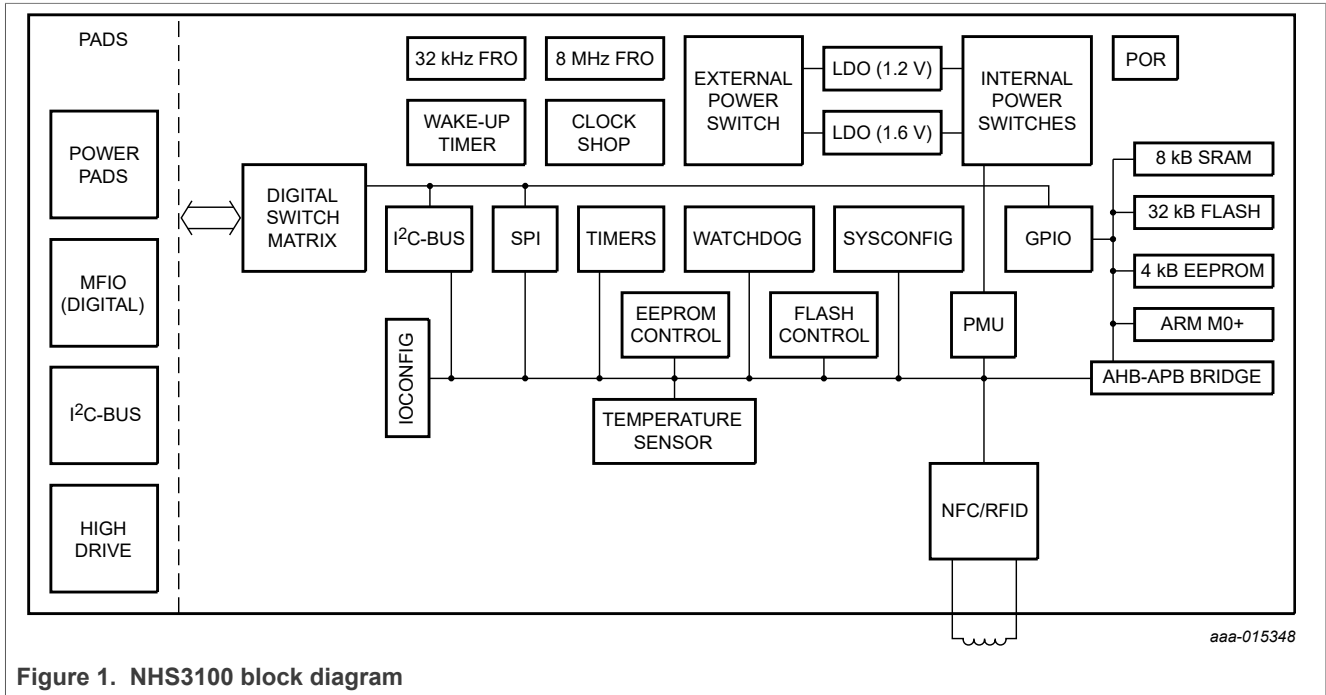 PADS
POWER
PADS
MFIO
(DIGITAL)
I²C-BUS
HIGH
DRIVE
32 kHz FRO
8 MHz FRO
WAKE-UP
TIMER
CLOCK
SHOP
EXTERNAL
POWER
SWITCH
LDO (1.2 V)
LDO (1.6 V)
INTERNAL
POWER
SWITCHES
POR
DIGITAL
SWITCH
MATRIX
I²C-BUS
SPI
TIMERS
WATCHDOG
SYSCONFIG
GPIO
8 kB SRAM
32 kB FLASH
4 kB EEPROM
ARM M0+
AHB-APB BRIDGE
IOCONFIG
EEPROM
CONTROL
FLASH
CONTROL
PMU
TEMPERATURE
SENSOR
NFC/RFID
aaa-015348
Figure 1. NHS3100 block diagram